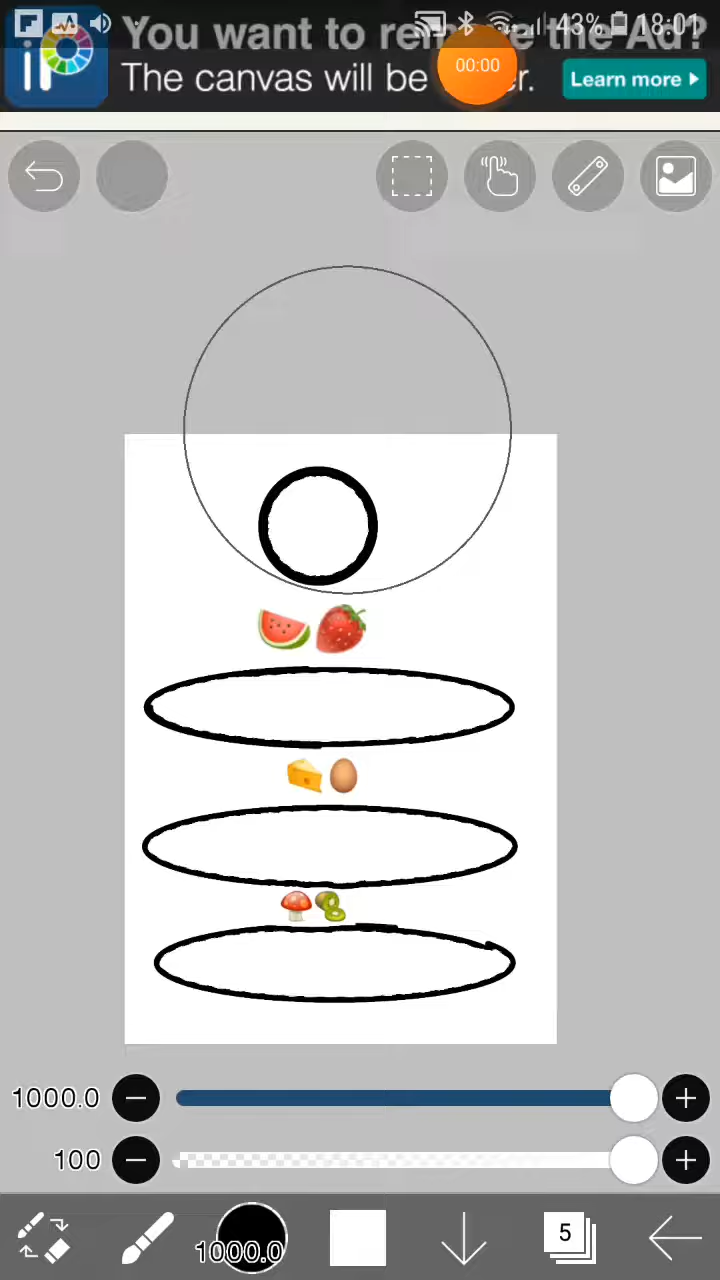 43% 18:01
You want to re the Ad?
00:00
The canvas will be er.
Learn more
1000.0
100
1000.0
5